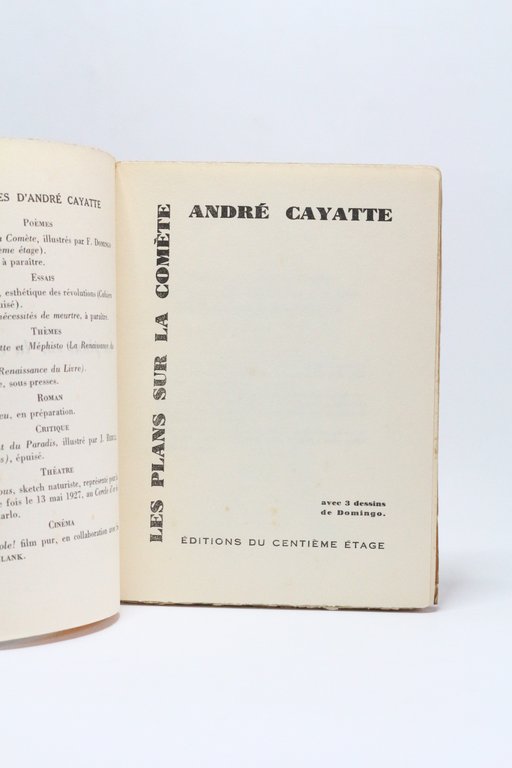 ES D'ANDRÉ CAYATTE
POÈMES
Comète, illustrés par F. DOMINGO
ème étage).
à paraître.
ESSAIS
, esthétique des révolutions (Cahiers
uisé).
nécessités de meurtre, à paraître.
THÈMES
tte et Méphisto (La Renaissance du
Renaissance du Livre).
e, sous presses.
ROMAN
eu, en préparation.
CRITIQUE
t du Paradis, illustré par J.
s), épuisé.
THÉATRE
ous, sketch naturiste, représenté pour
e fois le 13 mai 1927, au Cercle
arlo.
CINÉMA
ole! film pur, en collaboration avec
LANK.
ANDRÉ CAYATTE
LES PLANS SUR LA COMÈTE
avec 3 dessins
de Domingo.
ÉDITIONS DU CENTIÈME ÉTAGE